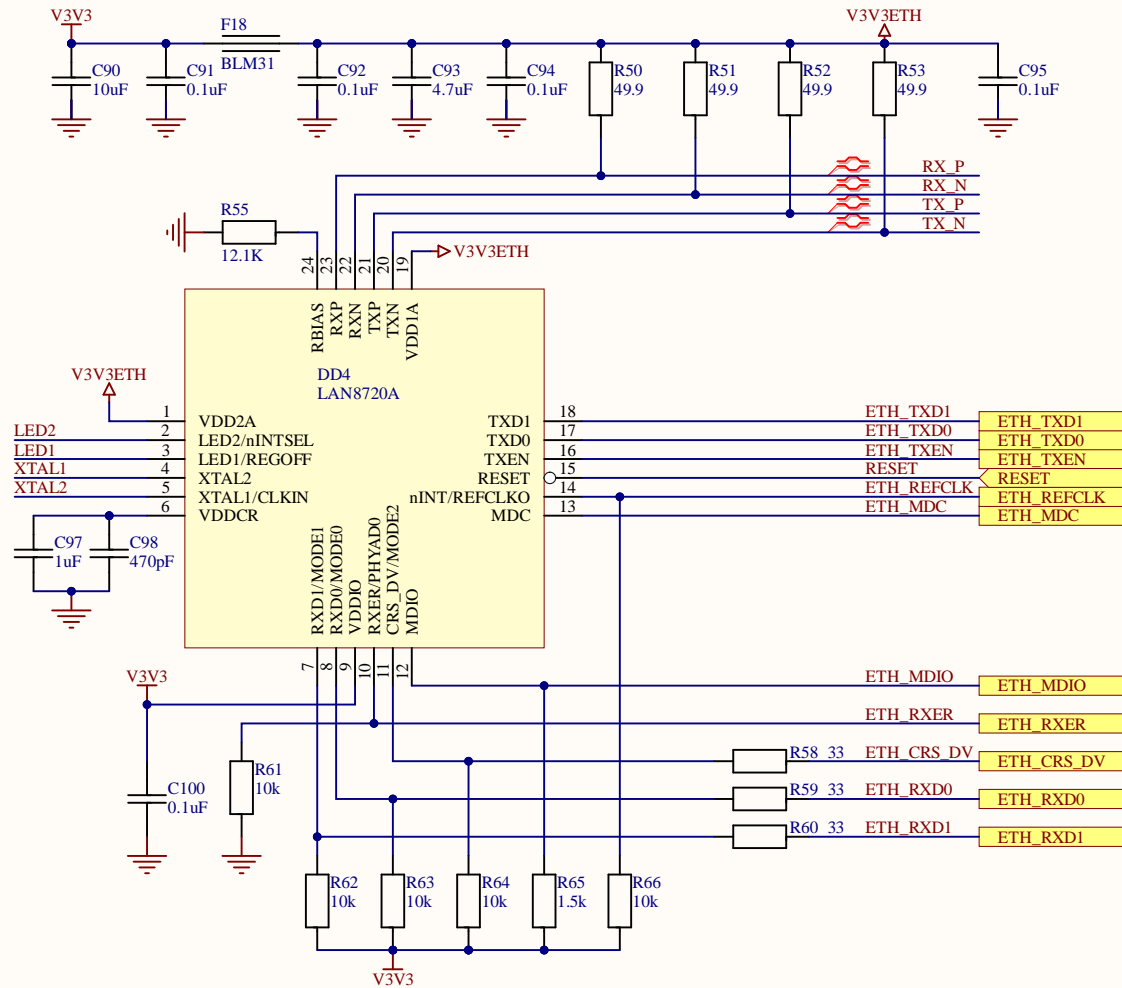 V3V3
F18
BLM31
V3V3ETH
C90
10uF
C91
0.1uF
C92
0.1uF
C93
4.7uF
C94
0.1uF
R50
49.9
R51
49.9
R52
49.9
R53
49.9
C95
0.1uF
RX_P
RX_N
TX_P
TX_N
R55
12.1K
V3V3ETH
24
23
22
21
20
19
RBIAS
RXP
RXN
TXP
TXN
VDD1A
DD4
LAN8720A
V3V3ETH
LED2
LED1
XTAL1
XTAL2
1
2
3
4
5
6
VDD2A
LED2/nINTSEL
LED1/REGOFF
XTAL2
XTAL1/CLKIN
VDDCR
TXD1
TXD0
TXEN
RESET
nINT/REFCLKO
MDC
18
17
16
15
14
13
ETH_TXD1
ETH_TXD0
ETH_TXEN
RESET
ETH_REFCLK
ETH_MDC
ETH_TXD1
ETH_TXD0
ETH_TXEN
RESET
ETH_REFCLK
ETH_MDC
C97
1uF
C98
470pF
RXD1/MODE1
RXD0/MODE0
VDDIO
RXER/PHYAD0
CRS_DV/MODE2
MDIO
7
8
9
10
11
12
V3V3
C100
0.1uF
R61
10k
ETH_MDIO
ETH_MDIO
ETH_RXER
ETH_RXER
R58 33
ETH_CRS_DV
ETH_CRS_DV
R59 33
ETH_RXD0
ETH_RXD0
R60 33
ETH_RXD1
ETH_RXD1
R62
10k
R63
10k
R64
10k
R65
1.5k
R66
10k
V3V3